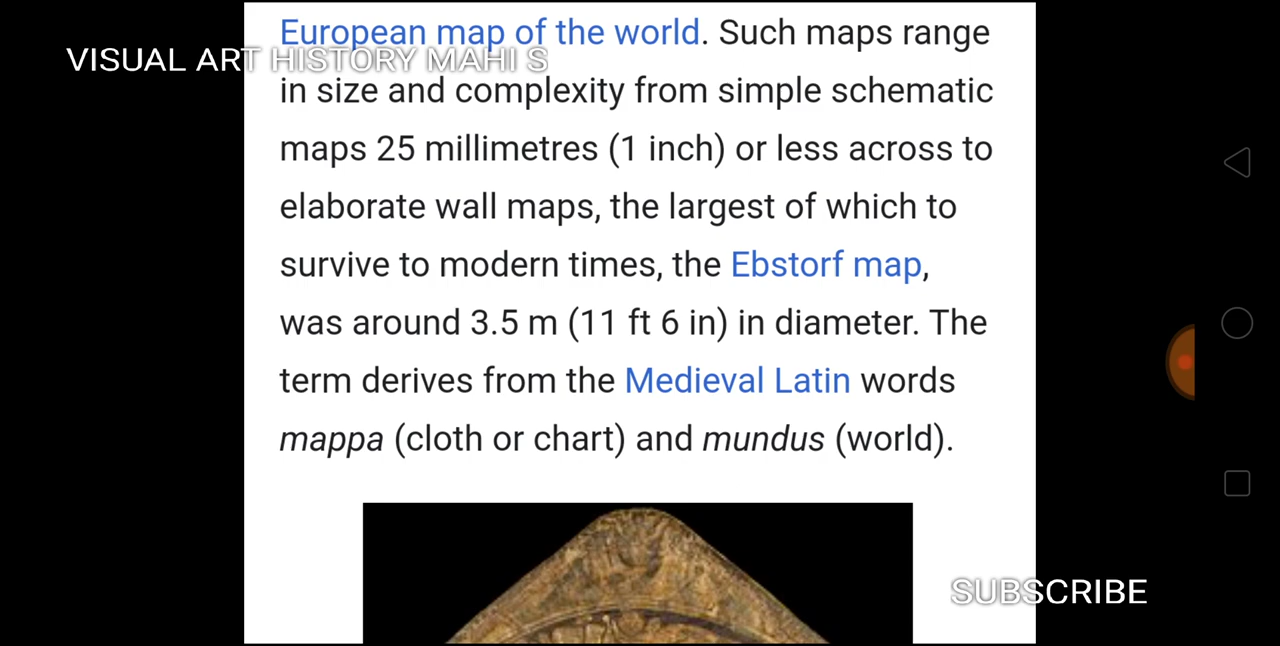 European map of the world. Such maps range
VISUAL ART HISTORY MAHI S
in size and complexity from simple schematic
maps 25 millimetres (1 inch) or less across to
elaborate wall maps, the largest of which to
survive to modern times, the Ebstorf map,
was around 3.5 m (11 ft 6 in) in diameter. The
term derives from the Medieval Latin words
mappa (cloth or chart) and mundus (world).
SUBSCRIBE